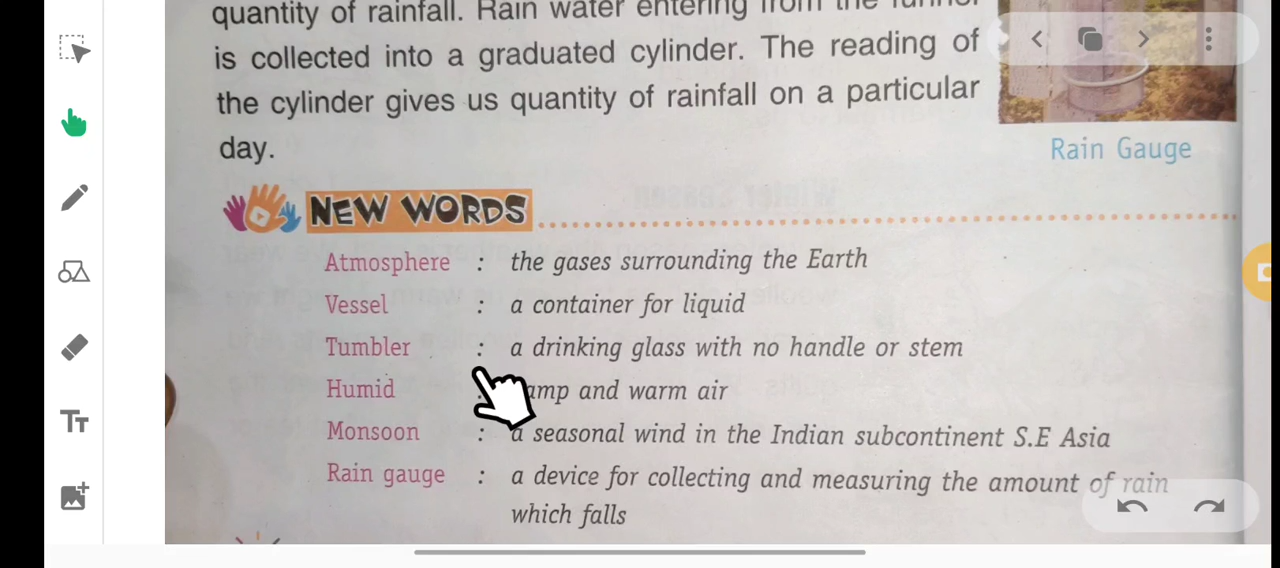 quantity of rainfall. Rain water entering from the funnel
is collected into a graduated cylinder. The reading of
the cylinder gives us quantity of rainfall on a particular
day.
Rain Gauge
NEW WORDS
Atmosphere : the gases surrounding the Earth
Vessel : a container for liquid
Tumbler : a drinking glass with no handle or stem
Humid : amp and warm air
Monsoon : a seasonal wind in the Indian subcontinent S.E Asia
Rain gauge : a device for collecting and measuring the amount of rain
which falls
TT